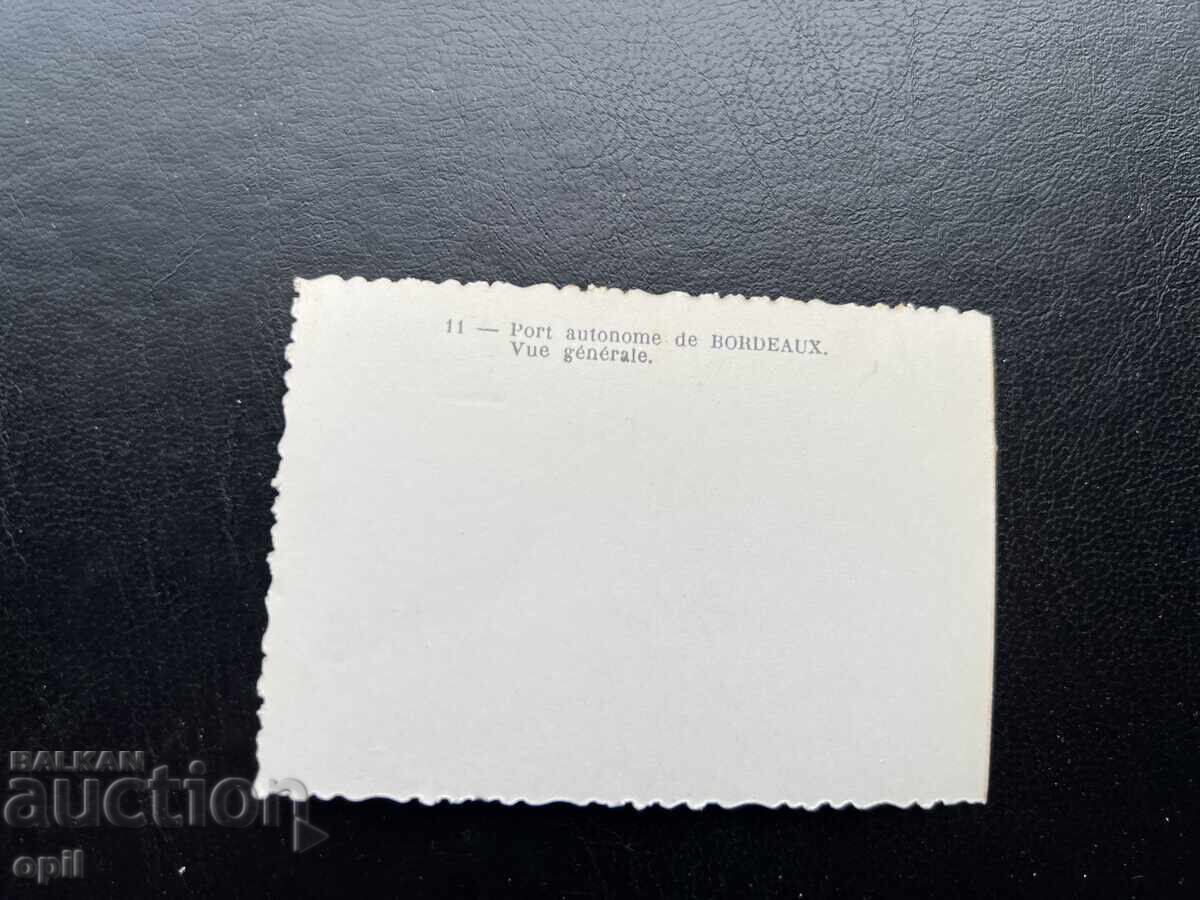 11 — Port autonome de BORDEAUX.
Vue générale.
BALKAN
auction
opil